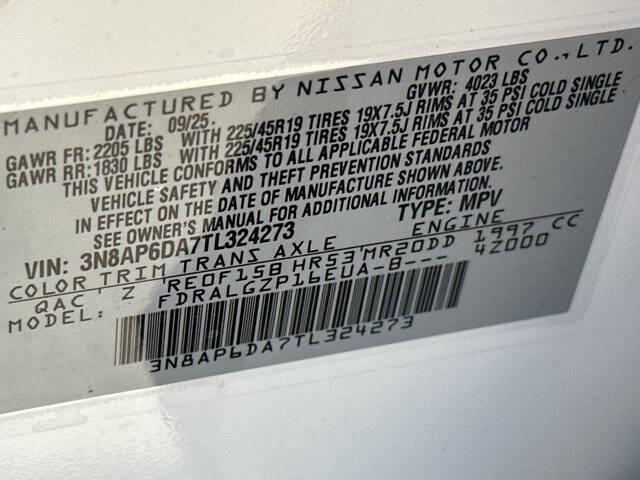 MANUFACTURED BY NISSAN MOTOR CO.,LTD.
DATE: 09/25. GVWR: 4023 LBS
GAWR FR: 2205 LBS WITH 225/45R19 TIRES 19X7.5J RIMS AT 35 PSI COLD SINGLE
GAWR RR: 1830 LBS WITH 225/45R19 TIRES 19X7.5J RIMS AT 35 PSI COLD SINGLE
THIS VEHICLE CONFORMS TO ALL APPLICABLE FEDERAL MOTOR
VEHICLE SAFETY AND THEFT PREVENTION STANDARDS
IN EFFECT ON THE DATE OF MANUFACTURE SHOWN ABOVE.
SEE OWNER'S MANUAL FOR ADDITIONAL INFORMATION.
VIN: 3N8AP6DA7TL324273 TYPE: MPV
COLOR TRIM TRANS AXLE ENGINE
QAC' Z 'RE0F15B HR53'MR20DD 1997 CC
MODEL: FDRALGZP16EUA-B--- 42000
3N8AP6DA7TL324273